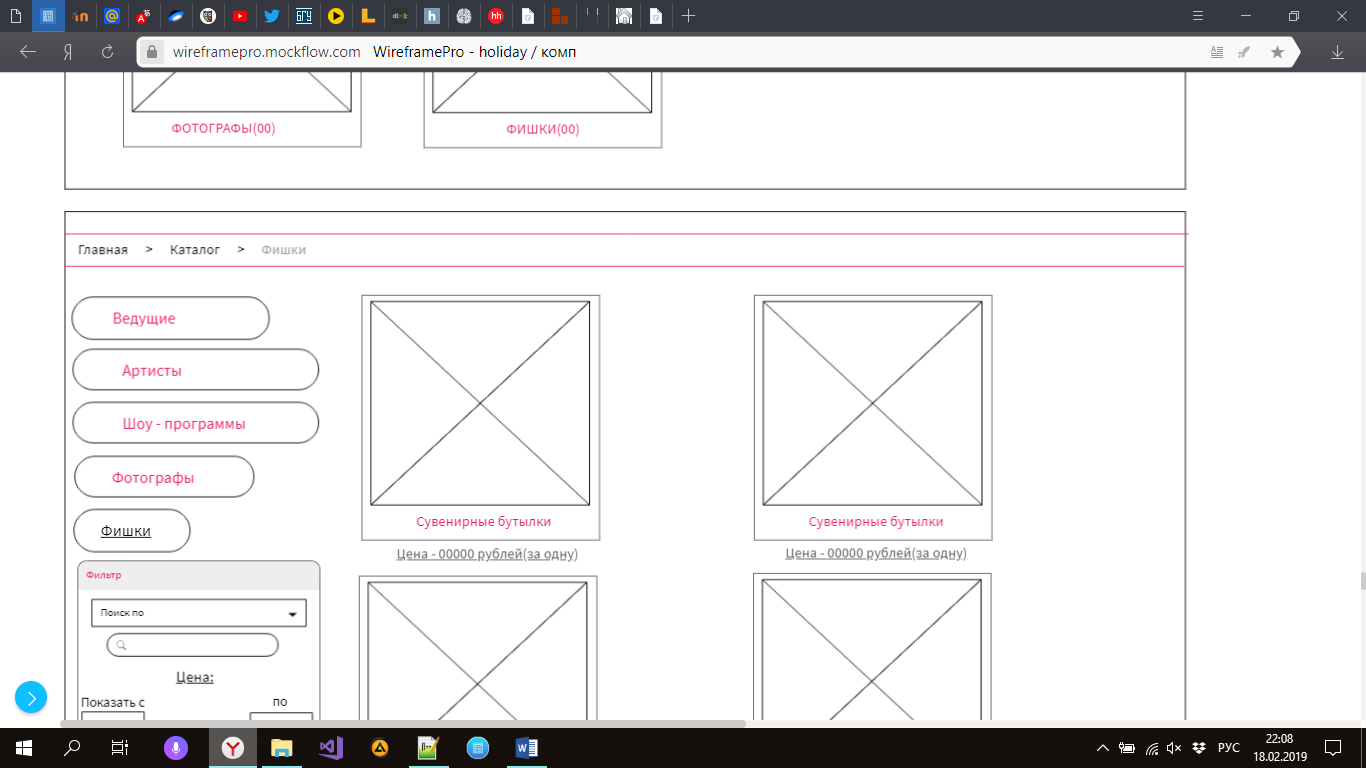 wireframepro.mockflow.com WireframePro - holiday / комп
ФОТОГРАФЫ(00)
ФИШКИ(00)
Главная > Каталог > Фишки
Ведущие
Артисты
Шоу - программы
Фотографы
Фишки
Фильтр
Поиск по
Цена:
Показать с
по
Сувенирные бутылки
Цена - 00000 рублей(за одну)
Сувенирные бутылки
Цена - 00000 рублей(за одну)
РУС
22:08
18.02.2019